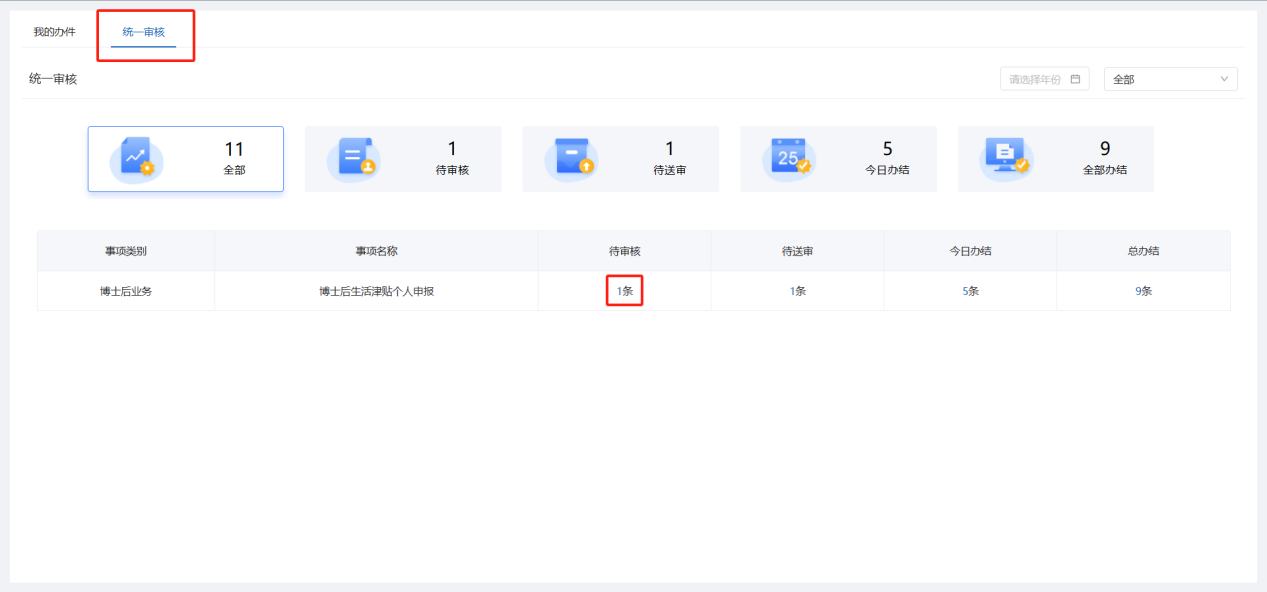 我的办件 统一审核
统一审核 请选择年份 全部
11 1 1 25 5 9
全部 待审核 待送审 今日办结 全部办结
事项类别 事项名称 待审核 待送审 今日办结 总办结
博士后业务 博士后生活津贴个人申报 1条 1条 5条 9条